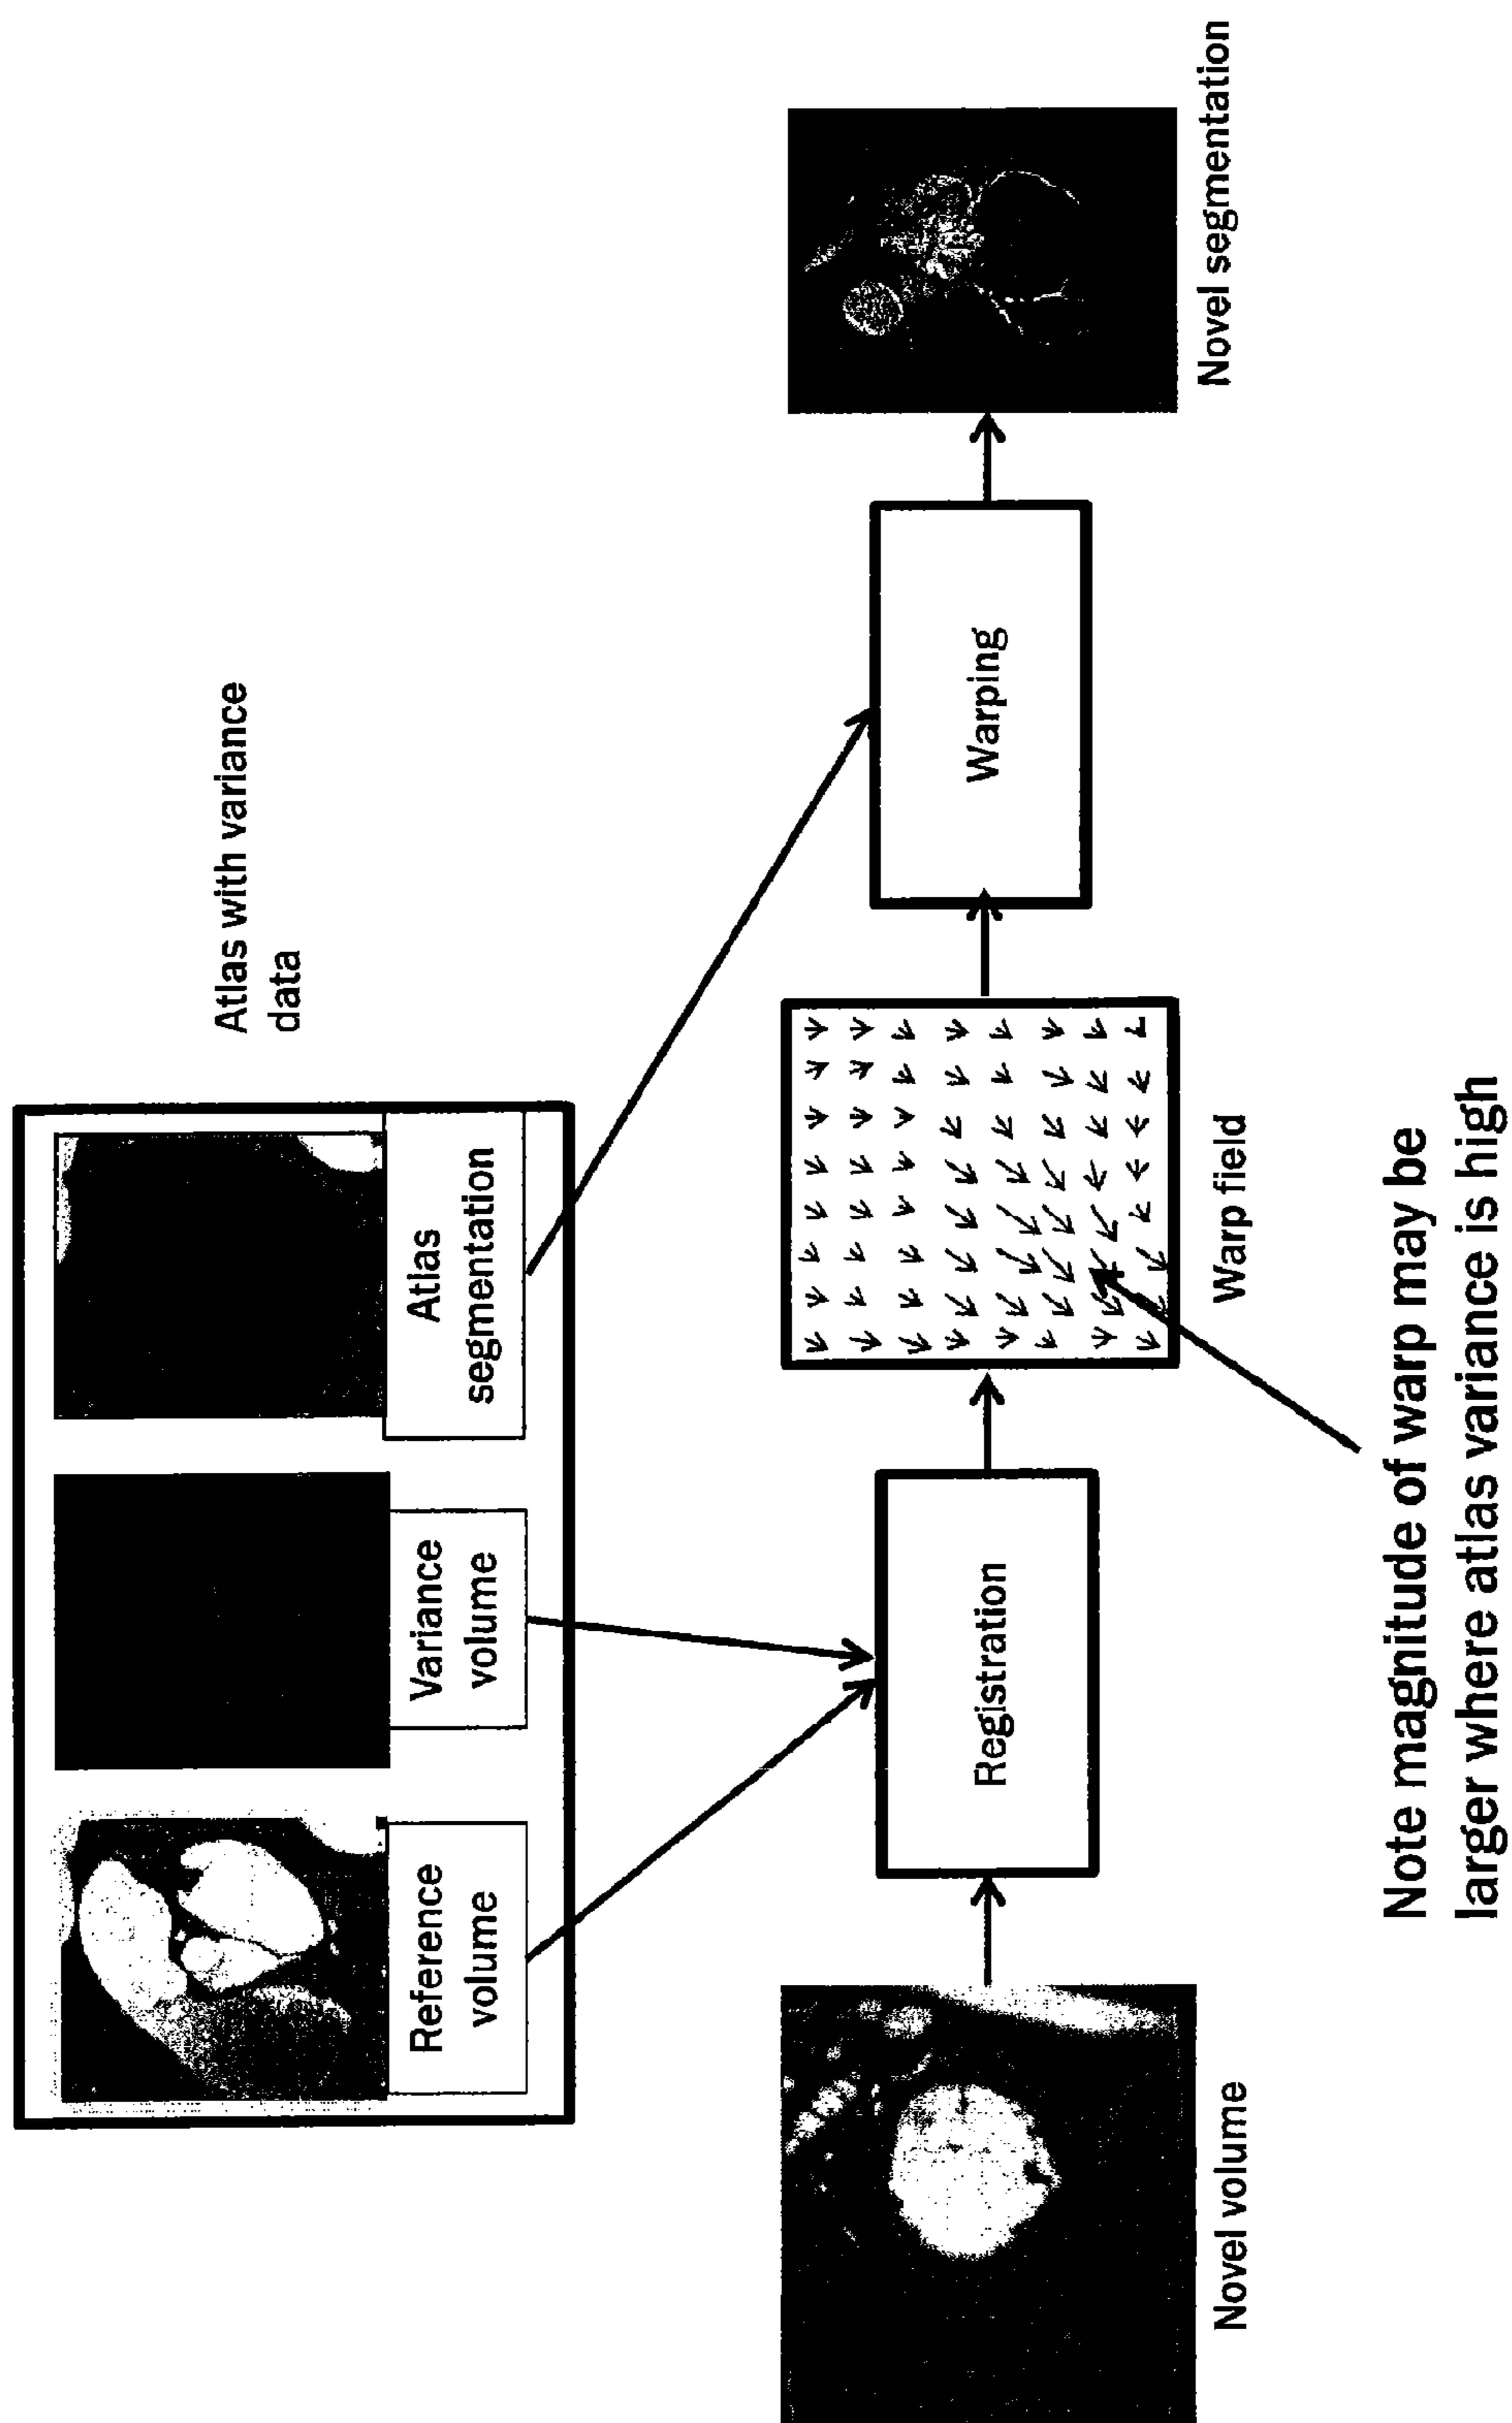 Atlas with variance
data
Reference
volume
Variance
volume
Atlas
segmentation
Novel volume
Registration
Warp field
Warping
Novel segmentation
Note magnitude of warp may be
larger where atlas variance is high